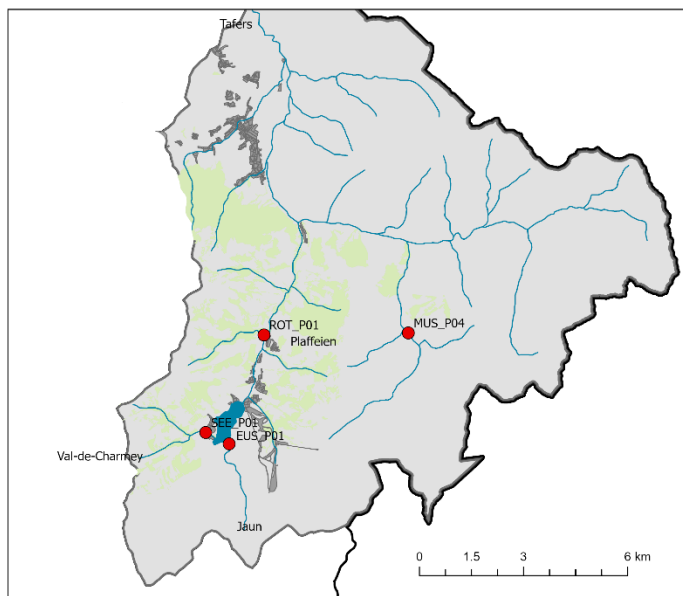 Tafers
ROT_P01
MUS_P04
Plaffeien
SEE_P01
EUS_P01
Val-de-Charmey
Jaun
0 1.5 3 6 km